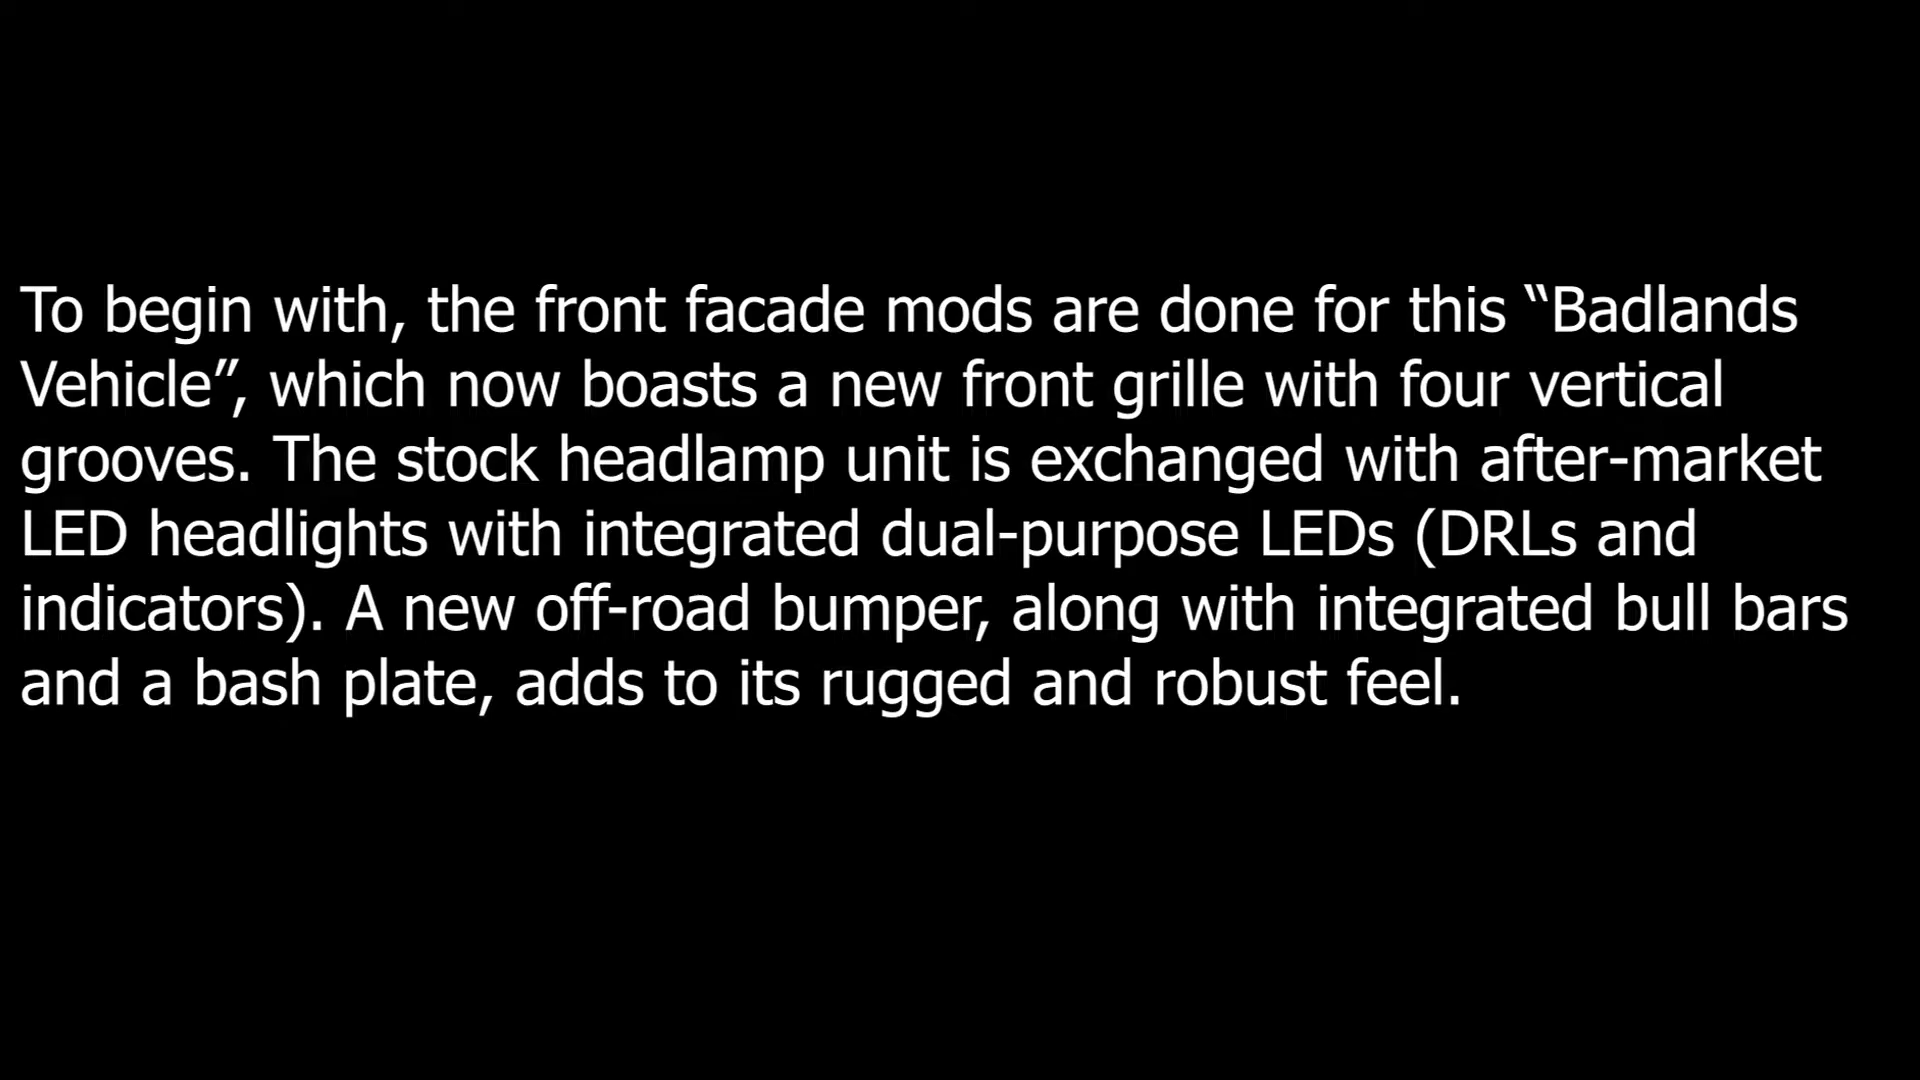 To begin with, the front facade mods are done for this “Badlands
Vehicle”, which now boasts a new front grille with four vertical
grooves. The stock headlamp unit is exchanged with after-market
LED headlights with integrated dual-purpose LEDs (DRLs and
indicators). A new off-road bumper, along with integrated bull bars
and a bash plate, adds to its rugged and robust feel.